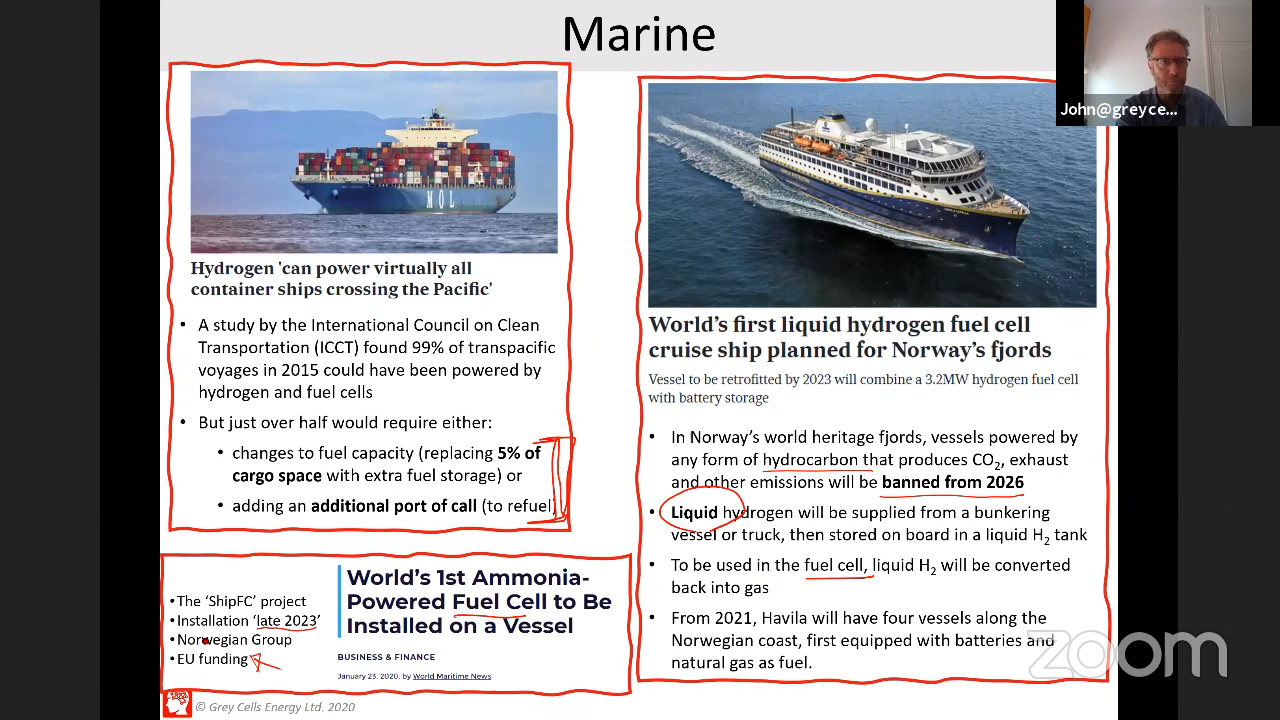 Marine
John@greyce...
MOL
Hydrogen 'can power virtually all
container ships crossing the Pacific'
• A study by the International Council on Clean
Transportation (ICCT) found 99% of transpacific
voyages in 2015 could have been powered by
hydrogen and fuel cells
• But just over half would require either:
• changes to fuel capacity (replacing 5% of
cargo space with extra fuel storage) or
• adding an additional port of call (to refuel)
• The ‘ShipFC’ project
• Installation ‘late 2023’
• Norwegian Group
• EU funding
World’s 1st Ammonia-
Powered Fuel Cell to Be
Installed on a Vessel
BUSINESS & FINANCE
January 23, 2020, by World Maritime News
World’s first liquid hydrogen fuel cell
cruise ship planned for Norway’s fjords
Vessel to be retrofitted by 2023 will combine a 3.2MW hydrogen fuel cell
with battery storage
• In Norway’s world heritage fjords, vessels powered by
any form of hydrocarbon that produces CO2, exhaust
and other emissions will be banned from 2026
• Liquid hydrogen will be supplied from a bunkering
vessel or truck, then stored on board in a liquid H2 tank
• To be used in the fuel cell, liquid H2 will be converted
back into gas
• From 2021, Havila will have four vessels along the
Norwegian coast, first equipped with batteries and
natural gas as fuel.
zoom
© Grey Cells Energy Ltd. 2020